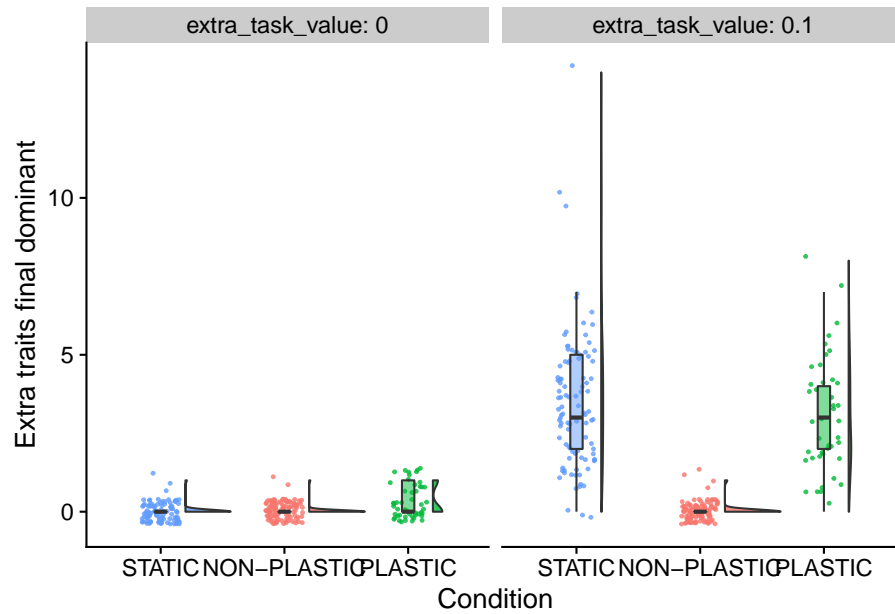 extra_task_value: 0
extra_task_value: 0.1
Extra traits final dominant
10
5
0
STATIC NON−PLASTIC PLASTIC
STATIC NON−PLASTIC PLASTIC
Condition